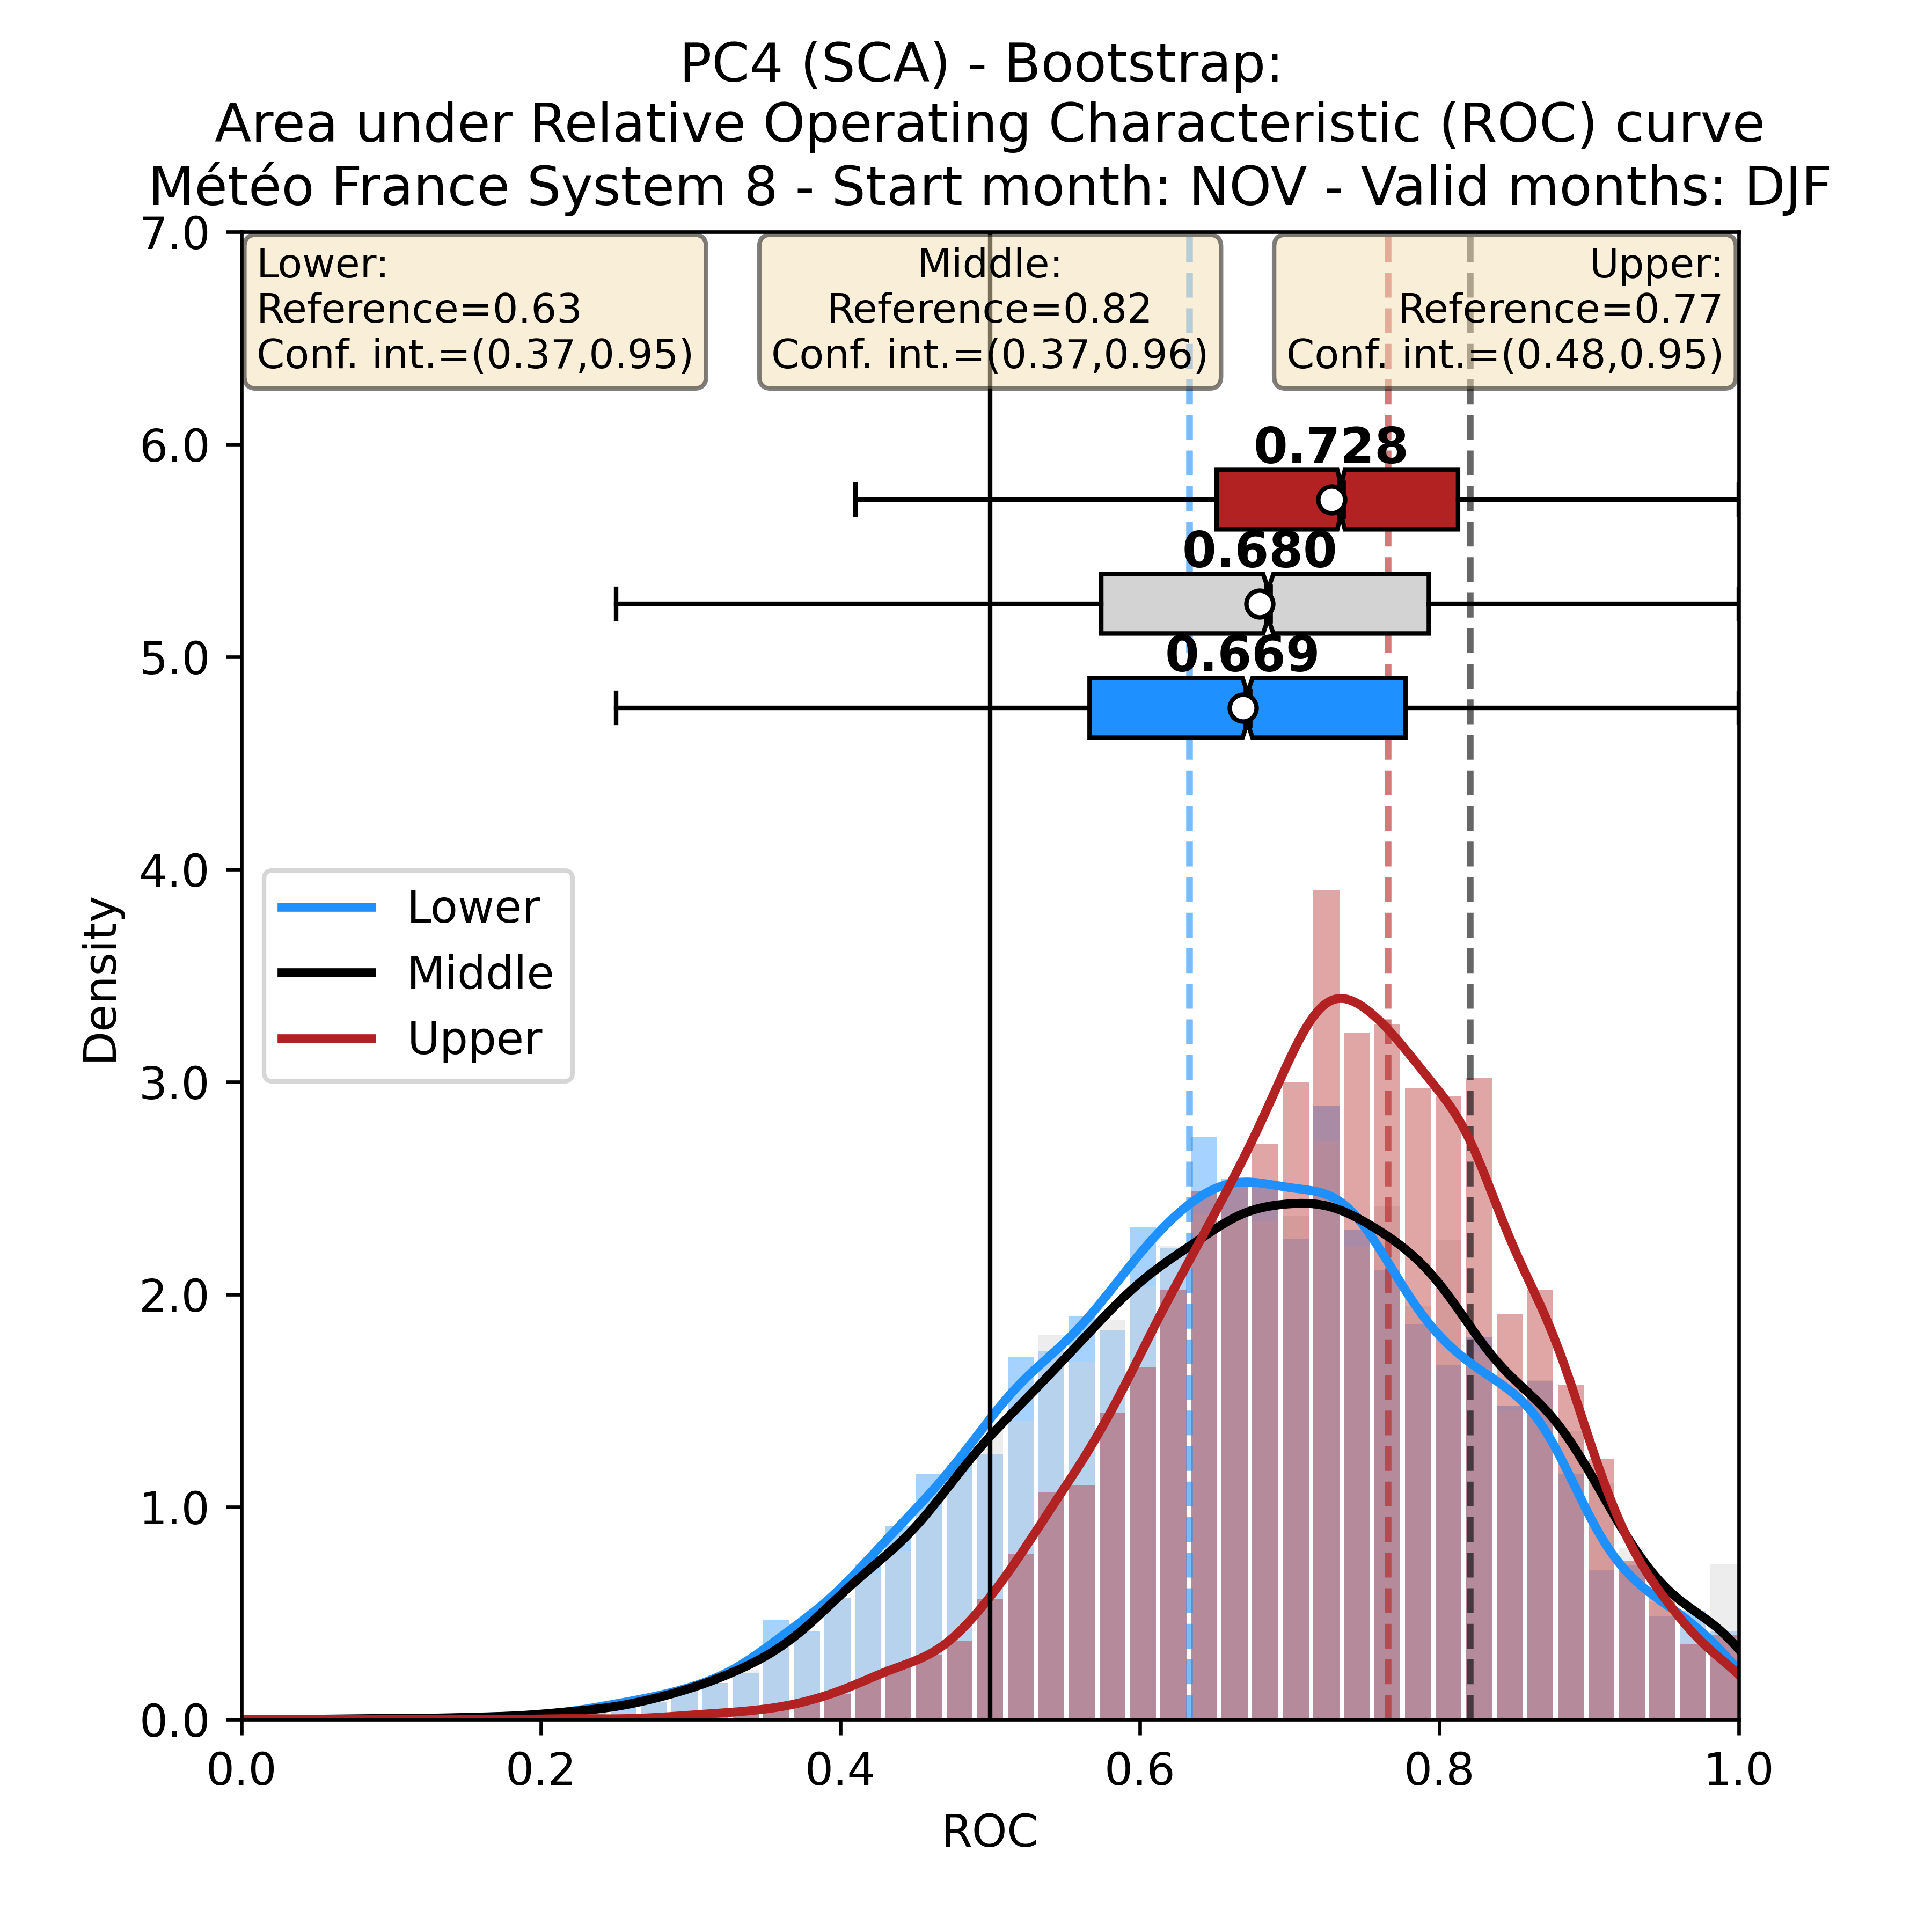 PC4 (SCA) - Bootstrap:
Area under Relative Operating Characteristic (ROC) curve
Météo France System 8 - Start month: NOV - Valid months: DJF
Lower:
Reference=0.63
Conf. int.=(0.37,0.95)
Middle:
Reference=0.82
Conf. int.=(0.37,0.96)
Upper:
Reference=0.77
Conf. int.=(0.48,0.95)
0.728
0.680
0.669
Lower
Middle
Upper
Density
7.0
6.0
5.0
4.0
3.0
2.0
1.0
0.0
0.0
0.2
0.4
0.6
0.8
1.0
ROC